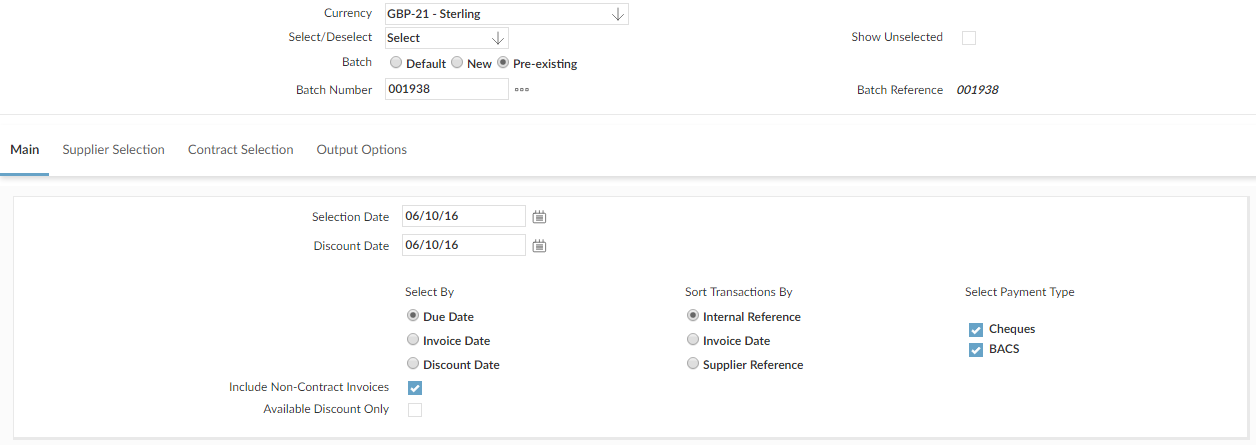 Currency GBP-21 - Sterling
Select/Deselect Select Show Unselected
Batch Default New Pre-existing
Batch Number 001938 Batch Reference 001938
Main Supplier Selection Contract Selection Output Options
Selection Date 06/10/16
Discount Date 06/10/16
Select By Sort Transactions By Select Payment Type
Due Date Internal Reference Cheques
Invoice Date Invoice Date BACS
Discount Date Supplier Reference
Include Non-Contract Invoices
Available Discount Only